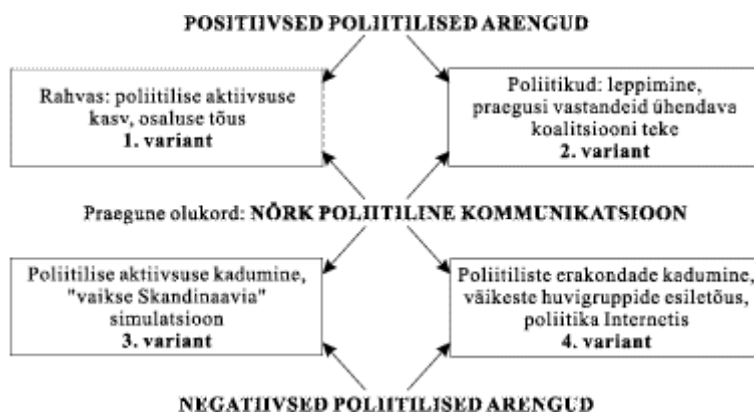 POSITIIVSED POLIITILISED ARENGUD
Rahvas: poliitilise aktiivsuse
kasv, osaluse tõus
1. variant
Poliitikud: leppimine,
praegusi vastandeid ühendava
koalitsiooni teke
2. variant
Praegune olukord: NÕRK POLIITILINE KOMMUNIKATSIOON
Poliitilise aktiivsuse kadumine,
"vaikse Skandinaavia"
simulatsioon
3. variant
Poliitiliste erakondade kadumine,
väikeste huvigruppide esiletõus,
poliitika Internetis
4. variant
NEGATIIVSED POLIITILISED ARENGUD